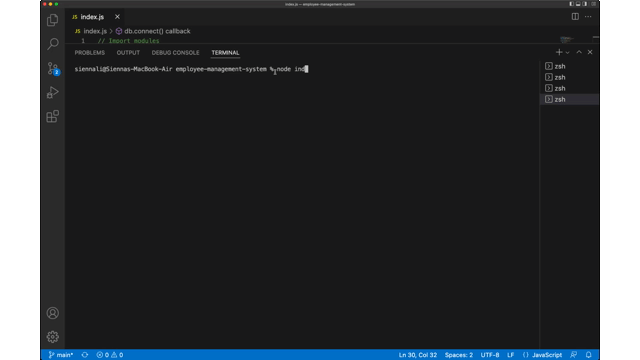 index.js — employee-management-system
index.js
index.js > db.connect() callback
PROBLEMS OUTPUT DEBUG CONSOLE TERMINAL
1 // Import modules
siennali@Siennas-MacBook-Air employee-management-system % node ind
zsh
zsh
zsh
zsh
2
main* 0 0 Ln 30, Col 32 Spaces: 2 UTF-8 LF {} JavaScript